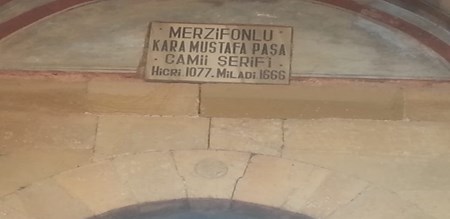 MERZİFONLU
KARA MUSTAFA PAŞA
CAMİİ ŞERİFİ
HİCRİ 1077. MİLADİ 1666